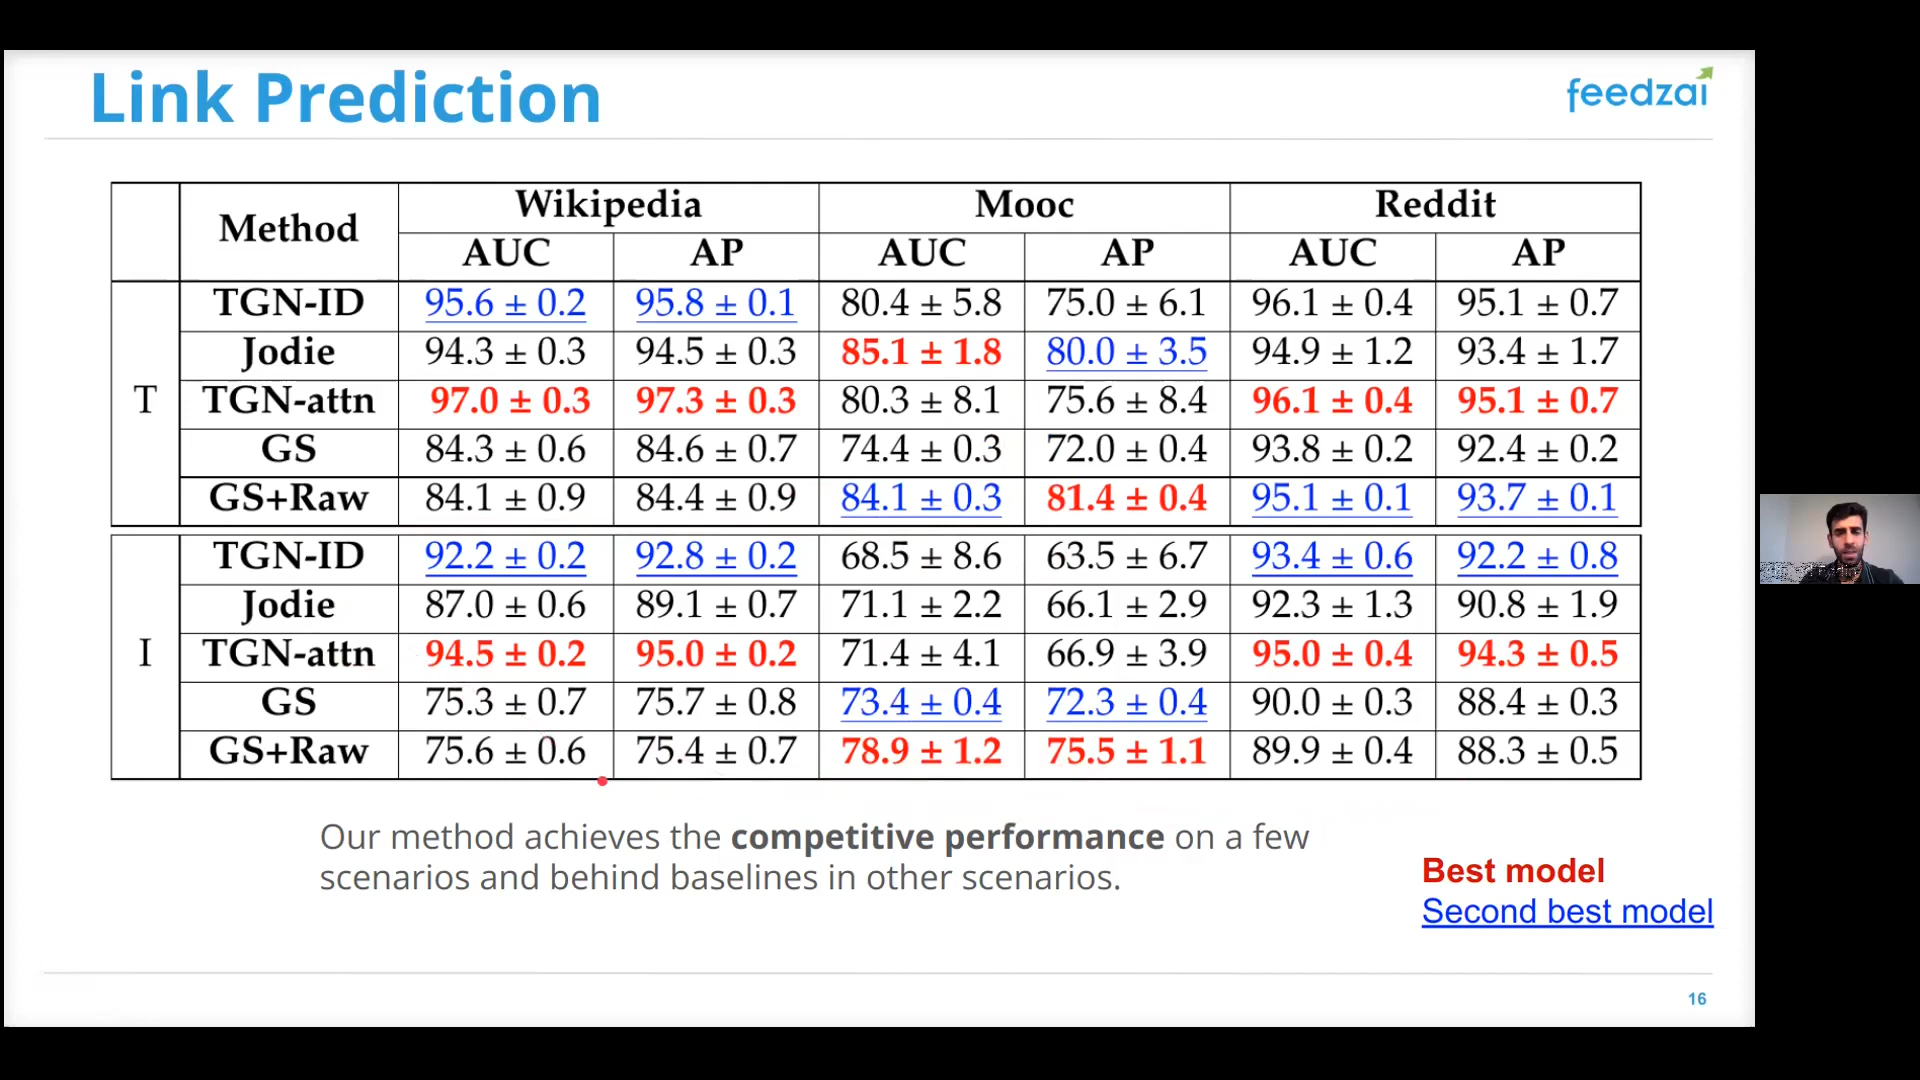 Link Prediction
feedzai
Method Wikipedia Mooc Reddit
AUC AP AUC AP AUC AP
T
TGN-ID 95.6 ± 0.2 95.8 ± 0.1 80.4 ± 5.8 75.0 ± 6.1 96.1 ± 0.4 95.1 ± 0.7
Jodie 94.3 ± 0.3 94.5 ± 0.3 85.1 ± 1.8 80.0 ± 3.5 94.9 ± 1.2 93.4 ± 1.7
TGN-attn 97.0 ± 0.3 97.3 ± 0.3 80.3 ± 8.1 75.6 ± 8.4 96.1 ± 0.4 95.1 ± 0.7
GS 84.3 ± 0.6 84.6 ± 0.7 74.4 ± 0.3 72.0 ± 0.4 93.8 ± 0.2 92.4 ± 0.2
GS+Raw 84.1 ± 0.9 84.4 ± 0.9 84.1 ± 0.3 81.4 ± 0.4 95.1 ± 0.1 93.7 ± 0.1
I
TGN-ID 92.2 ± 0.2 92.8 ± 0.2 68.5 ± 8.6 63.5 ± 6.7 93.4 ± 0.6 92.2 ± 0.8
Jodie 87.0 ± 0.6 89.1 ± 0.7 71.1 ± 2.2 66.1 ± 2.9 92.3 ± 1.3 90.8 ± 1.9
TGN-attn 94.5 ± 0.2 95.0 ± 0.2 71.4 ± 4.1 66.9 ± 3.9 95.0 ± 0.4 94.3 ± 0.5
GS 75.3 ± 0.7 75.7 ± 0.8 73.4 ± 0.4 72.3 ± 0.4 90.0 ± 0.3 88.4 ± 0.3
GS+Raw 75.6 ± 0.6 75.4 ± 0.7 78.9 ± 1.2 75.5 ± 1.1 89.9 ± 0.4 88.3 ± 0.5
Our method achieves the competitive performance on a few
scenarios and behind baselines in other scenarios.
Best model
Second best model
16